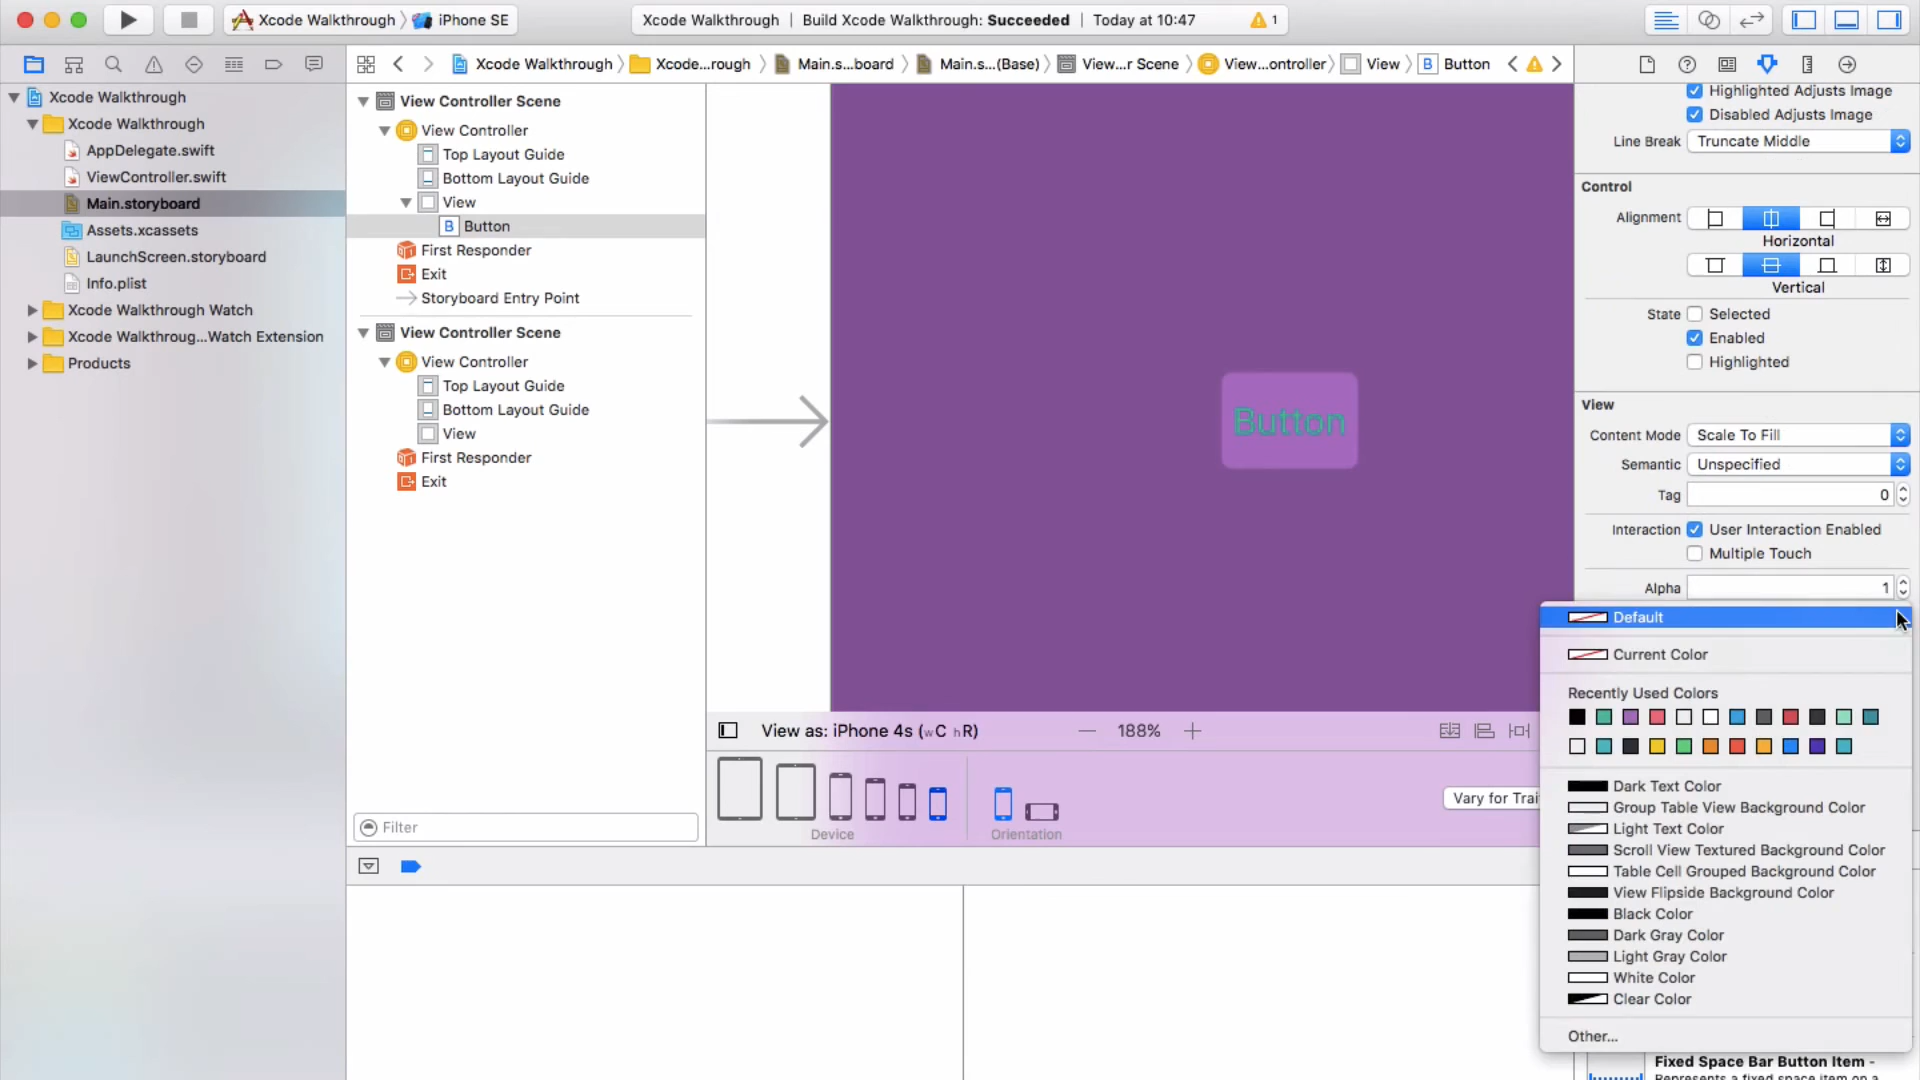 Xcode Walkthrough
iPhone SE
Xcode Walkthrough | Build Xcode Walkthrough: Succeeded | Today at 10:47
1
Xcode Walkthrough
Xcode...rough
Main.s...board
Main.s...(Base)
View...r Scene
View...ontroller
View
Button
Xcode Walkthrough
Xcode Walkthrough
AppDelegate.swift
ViewController.swift
Main.storyboard
Assets.xcassets
LaunchScreen.storyboard
Info.plist
Xcode Walkthrough Watch
Xcode Walkthroug...Watch Extension
Products
View Controller Scene
View Controller
Top Layout Guide
Bottom Layout Guide
View
B Button
First Responder
Exit
Storyboard Entry Point
View Controller Scene
View Controller
Top Layout Guide
Bottom Layout Guide
View
First Responder
Exit
Filter
Button
View as: iPhone 4s (wC hR)
188%
Device
Orientation
Vary for Trai
Highlighted Adjusts Image
Disabled Adjusts Image
Line Break Truncate Middle
Control
Alignment
Horizontal
Vertical
State Selected
Enabled
Highlighted
View
Content Mode Scale To Fill
Semantic Unspecified
Tag 0
Interaction User Interaction Enabled
Multiple Touch
Alpha 1
Default
Current Color
Recently Used Colors
Dark Text Color
Group Table View Background Color
Light Text Color
Scroll View Textured Background Color
Table Cell Grouped Background Color
View Flipside Background Color
Black Color
Dark Gray Color
Light Gray Color
White Color
Clear Color
Other...
Fixed Space Bar Button Item -
Represents a fixed space item on a